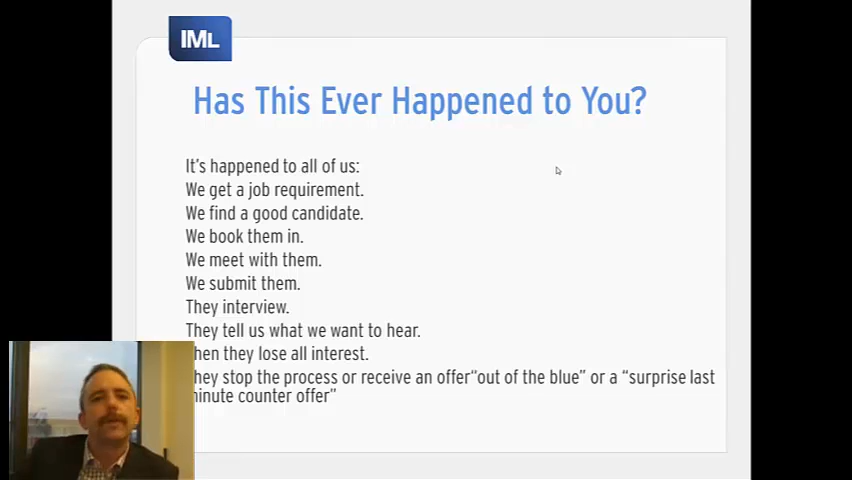 IML
Has This Ever Happened to You?
It's happened to all of us:
We get a job requirement.
We find a good candidate.
We book them in.
We meet with them.
We submit them.
They interview.
They tell us what we want to hear.
they lose all interest.
stop the process or receive an offer"out of the blue" or a "surprise last
counter offer"